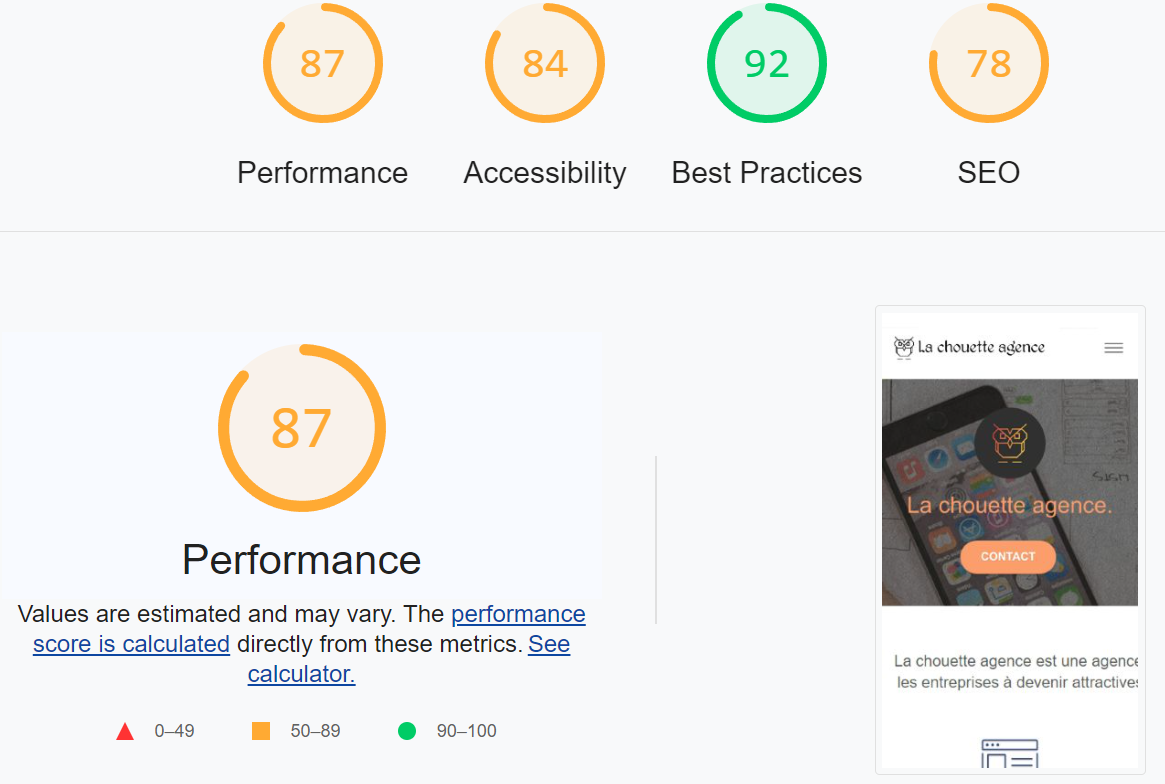 87 84 92 78
Performance Accessibility Best Practices SEO
87
Performance
Values are estimated and may vary. The performance
score is calculated directly from these metrics. See
calculator.
0–49 50–89 90–100
La chouette agence
La chouette agence.
CONTACT
La chouette agence est une agence
les entreprises à devenir attractives